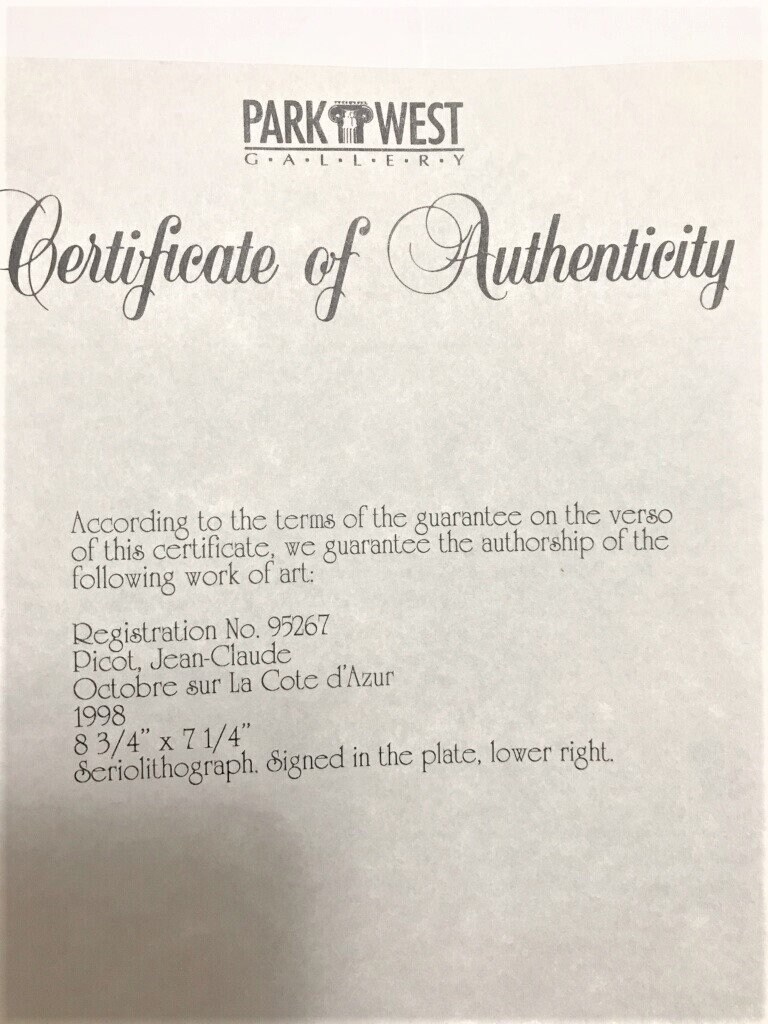 PARK WEST
G·A·L·L·E·R·Y
Certificate of Authenticity
According to the terms of the guarantee on the verso
of this certificate, we guarantee the authorship of the
following work of art:
Registration No. 95267
Picot, Jean-Claude
Octobre sur La Cote d'Azur
1998
8 3/4" x 7 1/4"
Seriolithograph. Signed in the plate, lower right.